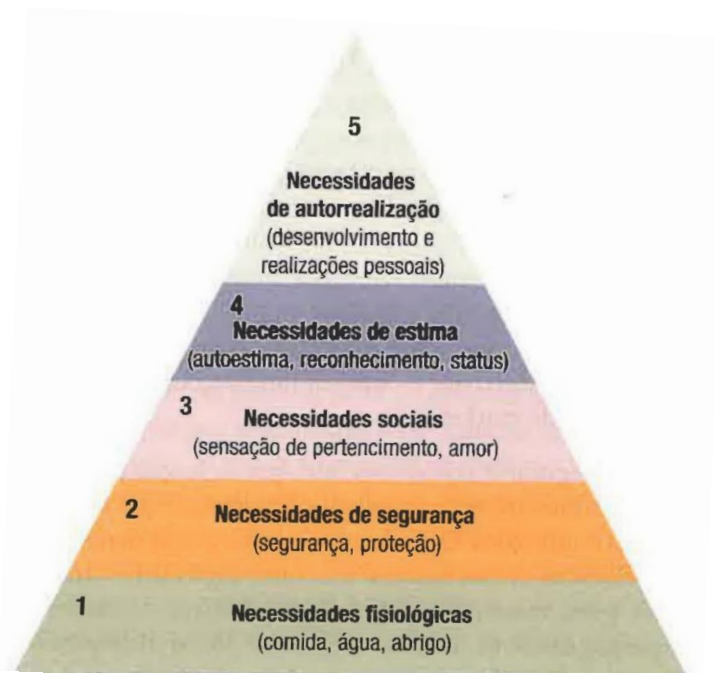 5
Necessidades
de autorrealização
(desenvolvimento e
realizações pessoais)
4
Necessidades de estima
(autoestima, reconhecimento, status)
3
Necessidades sociais
(sensação de pertencimento, amor)
2
Necessidades de segurança
(segurança, proteção)
1
Necessidades fisiológicas
(comida, água, abrigo)